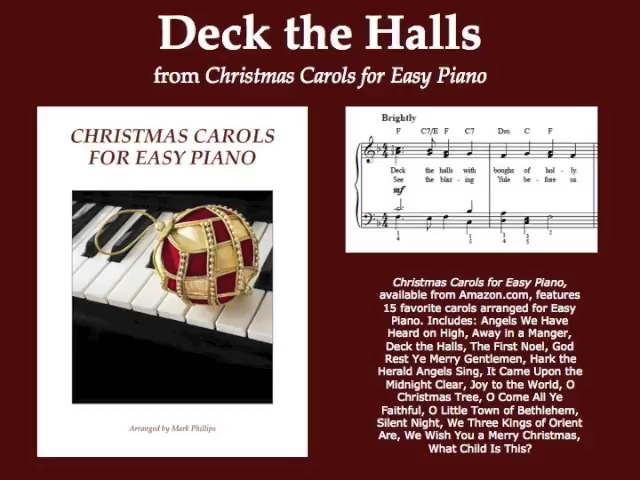 Deck the Halls
from Christmas Carols for Easy Piano
CHRISTMAS CAROLS
FOR EASY PIANO
Arranged by Mark Phillips
Brightly
F C7/E F C7 Dm C F
Deck the halls with boughs of hol - ly.
See the blaz - ing Yule be - fore us.
mf
Christmas Carols for Easy Piano,
available from Amazon.com, features
15 favorite carols arranged for Easy
Piano. Includes: Angels We Have
Heard on High, Away in a Manger,
Deck the Halls, The First Noel, God
Rest Ye Merry Gentlemen, Hark the
Herald Angels Sing, It Came Upon the
Midnight Clear, Joy to the World, O
Christmas Tree, O Come All Ye
Faithful, O Little Town of Bethlehem,
Silent Night, We Three Kings of Orient
Are, We Wish You a Merry Christmas,
What Child Is This?